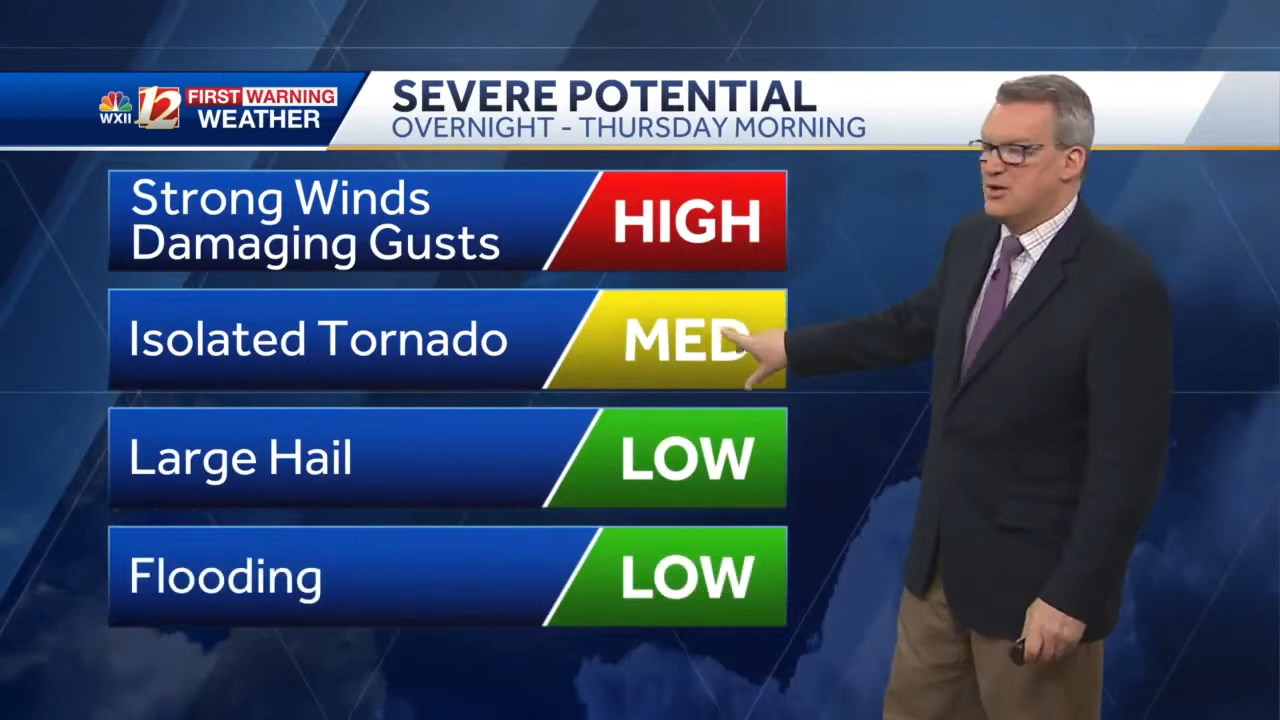 WXII
12
FIRST WARNING
WEATHER
SEVERE POTENTIAL
OVERNIGHT - THURSDAY MORNING
Strong Winds
Damaging Gusts
HIGH
Isolated Tornado
MED
Large Hail
LOW
Flooding
LOW